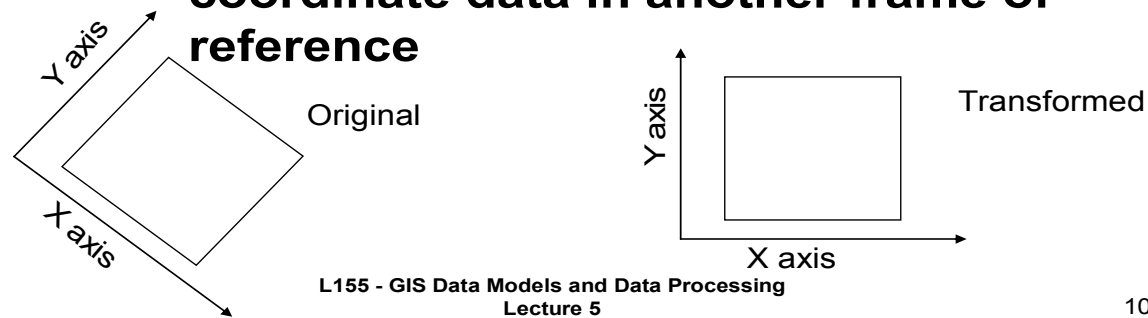 coordinate data in another frame of
reference
Y axis
Original
X axis
Y axis
Transformed
X axis
L155 - GIS Data Models and Data Processing
Lecture 5
10